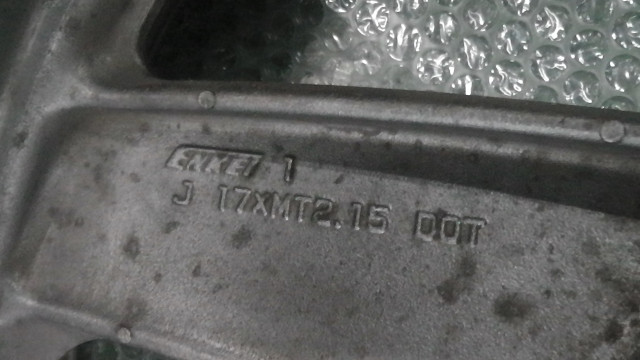 ENKEI 1
J 17XMT2.15 DOT